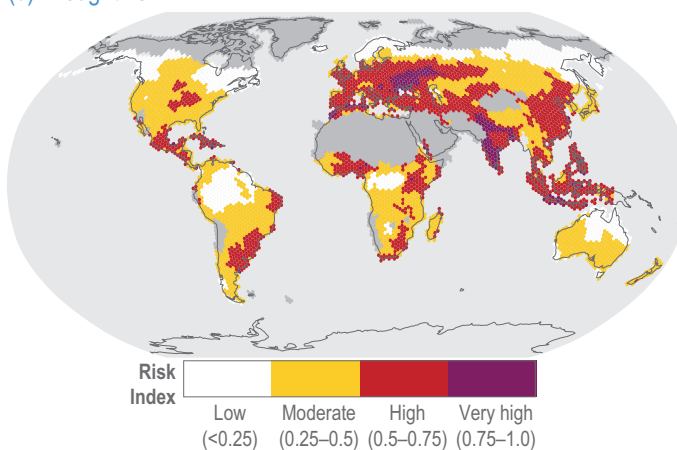 Risk
Index
Low
(<0.25)
Moderate
(0.25–0.5)
High
(0.5–0.75)
Very high
(0.75–1.0)